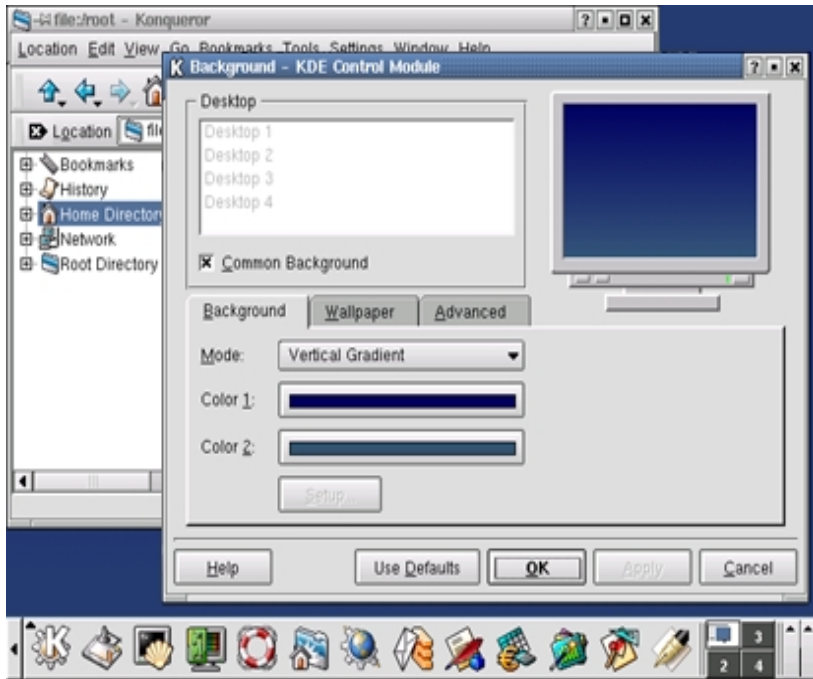 file:/root - Konqueror
Location Edit View Go Bookmarks Tools Settings Window Help
Background - KDE Control Module
Location
Bookmarks
History
Home Director
Network
Root Directory
Desktop
Desktop 1
Desktop 2
Desktop 3
Desktop 4
Common Background
Background Wallpaper Advanced
Mode: Vertical Gradient
Color 1:
Color 2:
Setup...
Help Use Defaults OK Apply Cancel
3
2 4